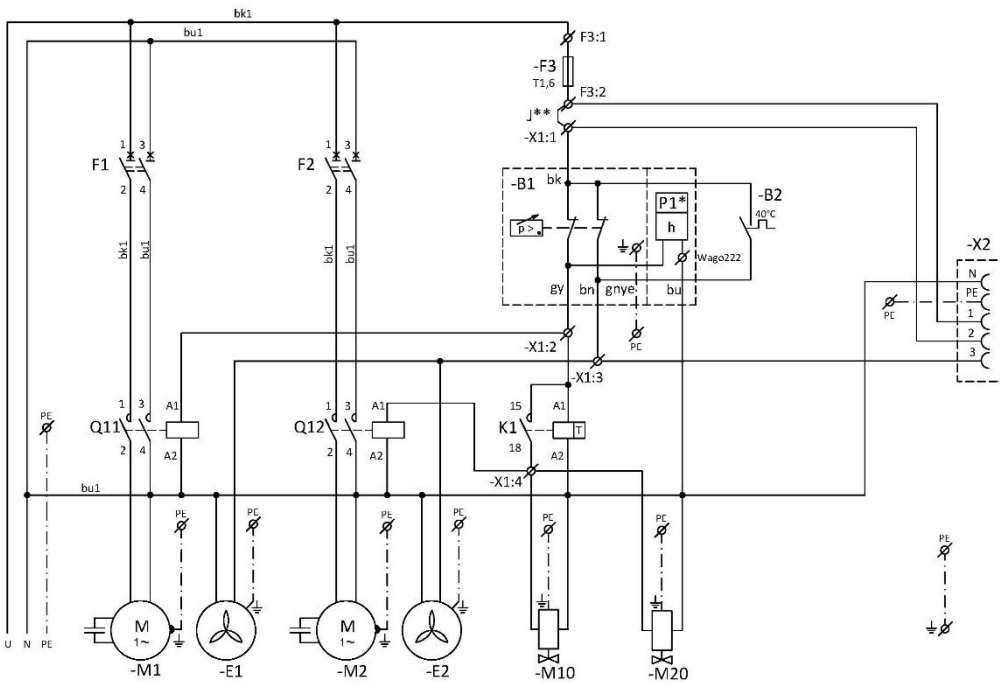 bk1
bu1
F3:1
-F3
T1,6
F3:2
┘**
-X1:1
1 3
F1
2 4
1 3
F2
2 4
-B1
bk
P1*
h
-B2
40°C
p>.
Wago222
-X2
N
PE
1
2
3
PE
bk1
bu1
bk1
bu1
gy
bn
gnye
bu
-X1:2
PE
-X1:3
1 3
A1
Q11
2 4
A2
1 3
A1
Q12
2 4
A2
15
A1
K1
T
18
A2
-X1:4
PE
bu1
PE
PE
PE
PE
PE
PE
PE
M
1~
M
1~
U N PE
-M1
-E1
-M2
-E2
-M10
-M20